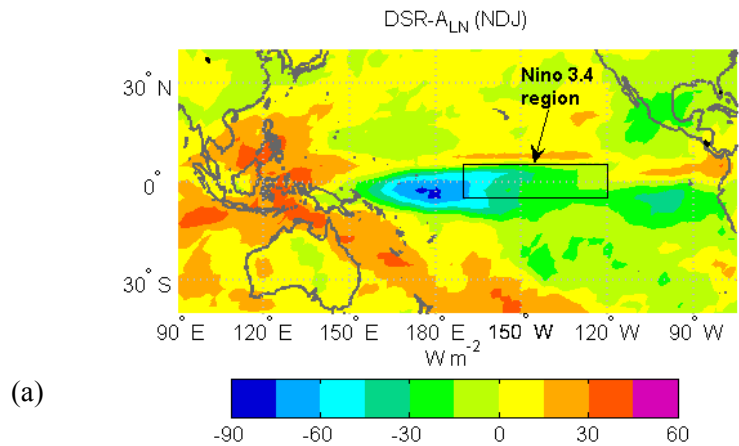 DSR-A_LN (NDJ)
Nino 3.4
region
30° N
0°
30° S
90° E 120° E 150° E 180° E 150° W 120° W 90° W
W m⁻²
(a)
-90 -60 -30 0 30 60